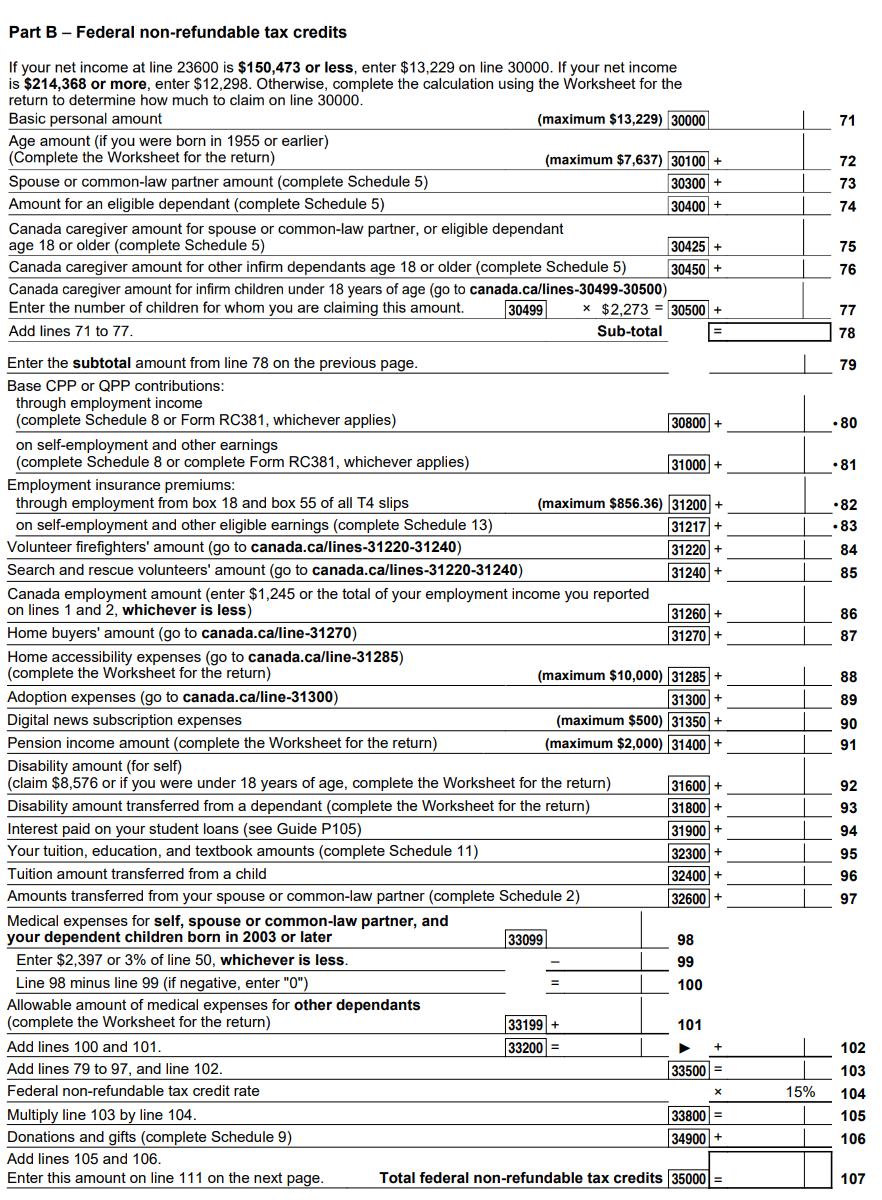 Part B – Federal non-refundable tax credits
If your net income at line 23600 is $150,473 or less, enter $13,229 on line 30000. If your net income
is $214,368 or more, enter $12,298. Otherwise, complete the calculation using the Worksheet for the
return to determine how much to claim on line 30000.
Basic personal amount (maximum $13,229) 30000 71
Age amount (if you were born in 1955 or earlier)
(Complete the Worksheet for the return) (maximum $7,637) 30100 + 72
Spouse or common-law partner amount (complete Schedule 5) 30300 + 73
Amount for an eligible dependant (complete Schedule 5) 30400 + 74
Canada caregiver amount for spouse or common-law partner, or eligible dependant
age 18 or older (complete Schedule 5) 30425 + 75
Canada caregiver amount for other infirm dependants age 18 or older (complete Schedule 5) 30450 + 76
Canada caregiver amount for infirm children under 18 years of age (go to canada.ca/lines-30499-30500)
Enter the number of children for whom you are claiming this amount. 30499 × $2,273 = 30500 + 77
Add lines 71 to 77. Sub-total = 78
Enter the subtotal amount from line 78 on the previous page. 79
Base CPP or QPP contributions:
through employment income
(complete Schedule 8 or Form RC381, whichever applies) 30800 + •80
on self-employment and other earnings
(complete Schedule 8 or complete Form RC381, whichever applies) 31000 + •81
Employment insurance premiums:
through employment from box 18 and box 55 of all T4 slips (maximum $856.36) 31200 + •82
on self-employment and other eligible earnings (complete Schedule 13) 31217 + •83
Volunteer firefighters' amount (go to canada.ca/lines-31220-31240) 31220 + 84
Search and rescue volunteers' amount (go to canada.ca/lines-31220-31240) 31240 + 85
Canada employment amount (enter $1,245 or the total of your employment income you reported
on lines 1 and 2, whichever is less) 31260 + 86
Home buyers' amount (go to canada.ca/line-31270) 31270 + 87
Home accessibility expenses (go to canada.ca/line-31285)
(complete the Worksheet for the return) (maximum $10,000) 31285 + 88
Adoption expenses (go to canada.ca/line-31300) 31300 + 89
Digital news subscription expenses (maximum $500) 31350 + 90
Pension income amount (complete the Worksheet for the return) (maximum $2,000) 31400 + 91
Disability amount (for self)
(claim $8,576 or if you were under 18 years of age, complete the Worksheet for the return) 31600 + 92
Disability amount transferred from a dependant (complete the Worksheet for the return) 31800 + 93
Interest paid on your student loans (see Guide P105) 31900 + 94
Your tuition, education, and textbook amounts (complete Schedule 11) 32300 + 95
Tuition amount transferred from a child 32400 + 96
Amounts transferred from your spouse or common-law partner (complete Schedule 2) 32600 + 97
Medical expenses for self, spouse or common-law partner, and
your dependent children born in 2003 or later 33099 98
Enter $2,397 or 3% of line 50, whichever is less. – 99
Line 98 minus line 99 (if negative, enter "0") = 100
Allowable amount of medical expenses for other dependants
(complete the Worksheet for the return) 33199 + 101
Add lines 100 and 101. 33200 = ► + 102
Add lines 79 to 97, and line 102. 33500 = 103
Federal non-refundable tax credit rate × 15% 104
Multiply line 103 by line 104. 33800 = 105
Donations and gifts (complete Schedule 9) 34900 + 106
Add lines 105 and 106.
Enter this amount on line 111 on the next page. Total federal non-refundable tax credits 35000 = 107